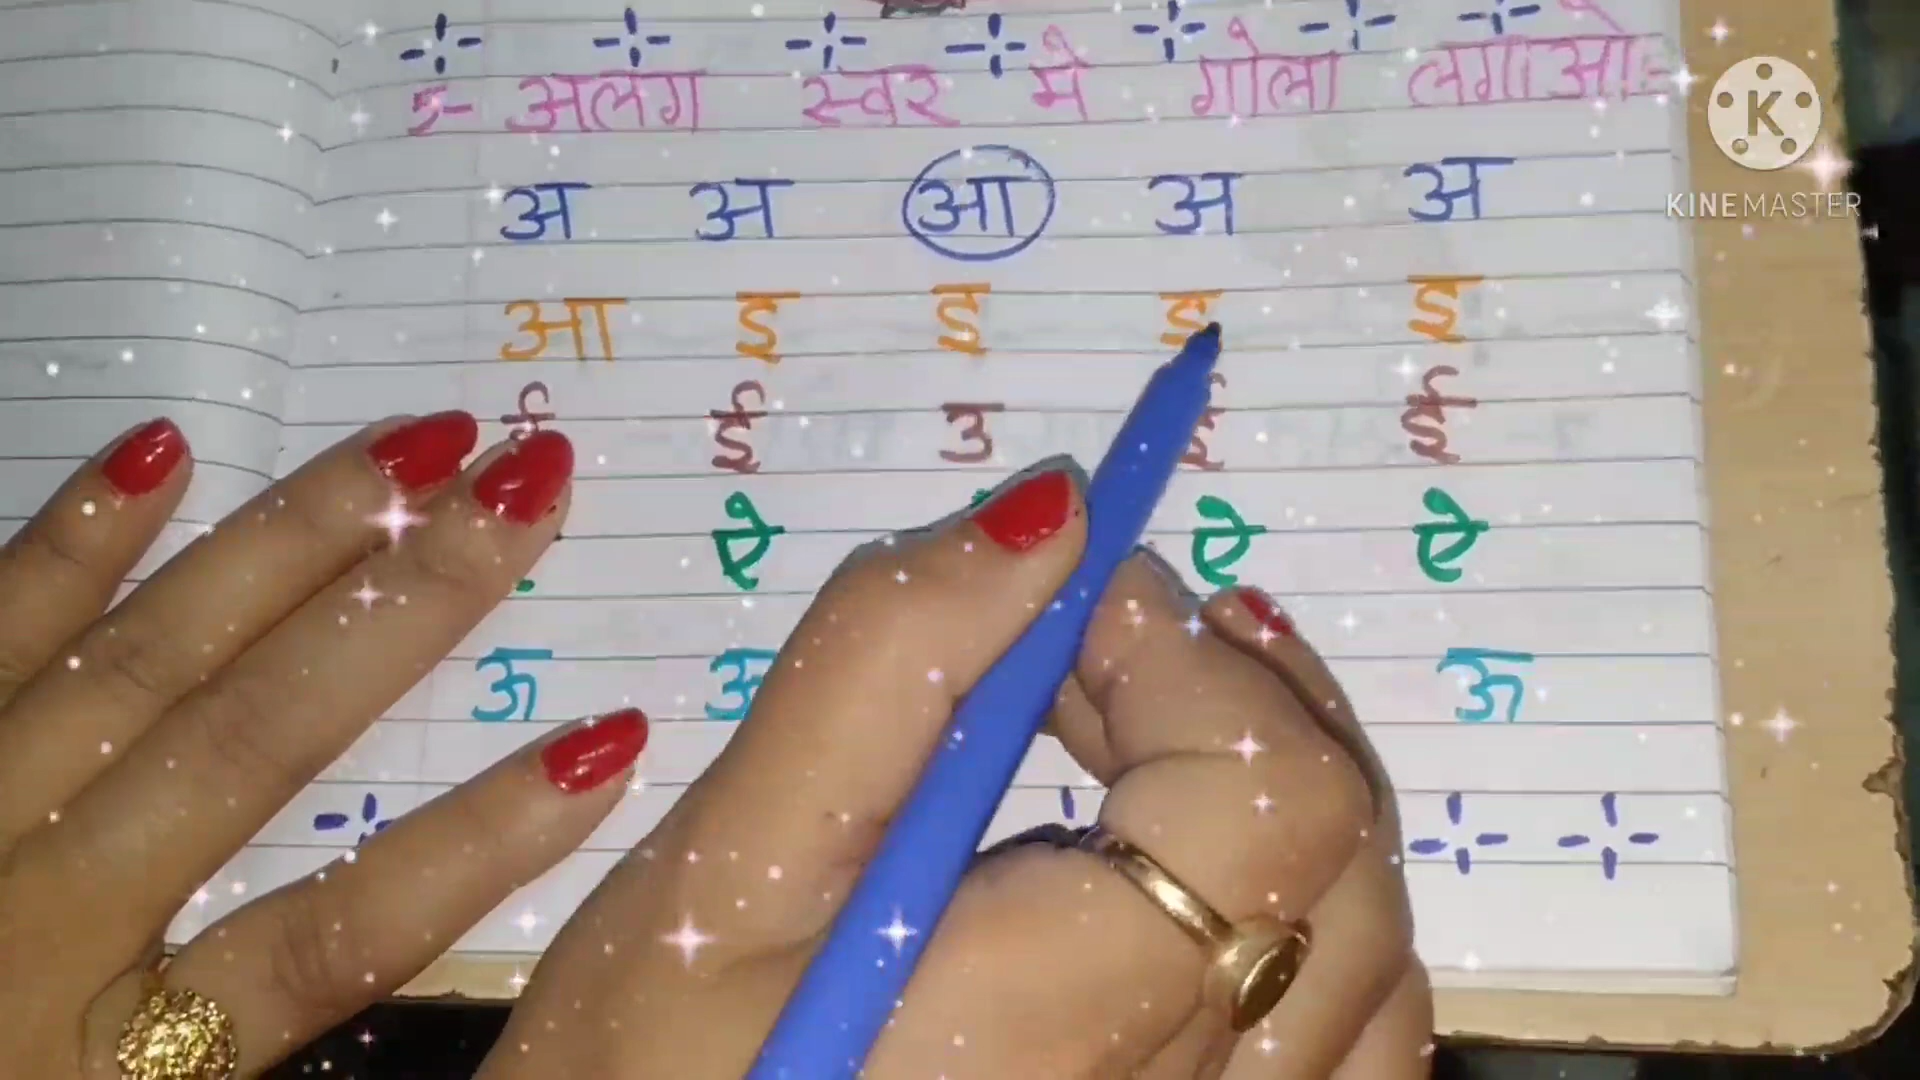 5- अलग स्वर मे गोला लगाओ:-
K
KINEMASTER
अ अ आ अ अ
आ इ इ इ इ
ई ई उ ई ई
ऐ ऐ ऐ
ऊ ऊ ऊ